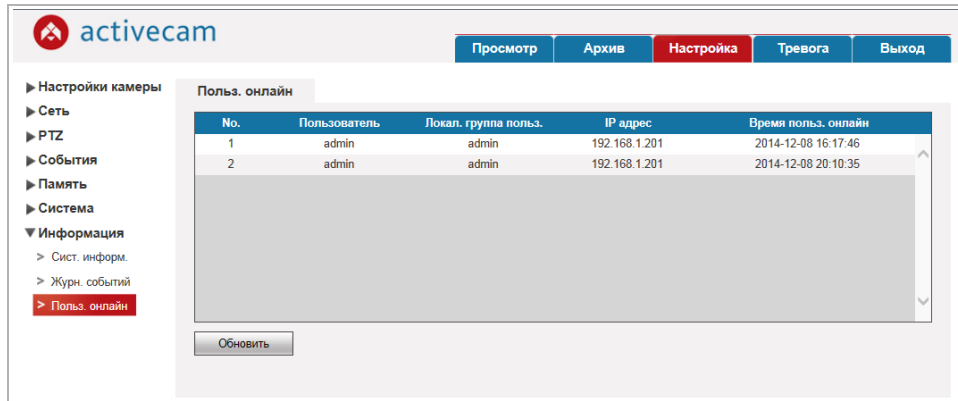 activecam
Просмотр Архив Настройка Тревога Выход
Настройки камеры
Сеть
PTZ
События
Память
Система
Информация
> Сист. информ.
> Журн. событий
> Польз. онлайн
Польз. онлайн
No. Пользователь Локал. группа польз. IP адрес Время польз. онлайн
1 admin admin 192.168.1.201 2014-12-08 16:17:46
2 admin admin 192.168.1.201 2014-12-08 20:10:35
Обновить